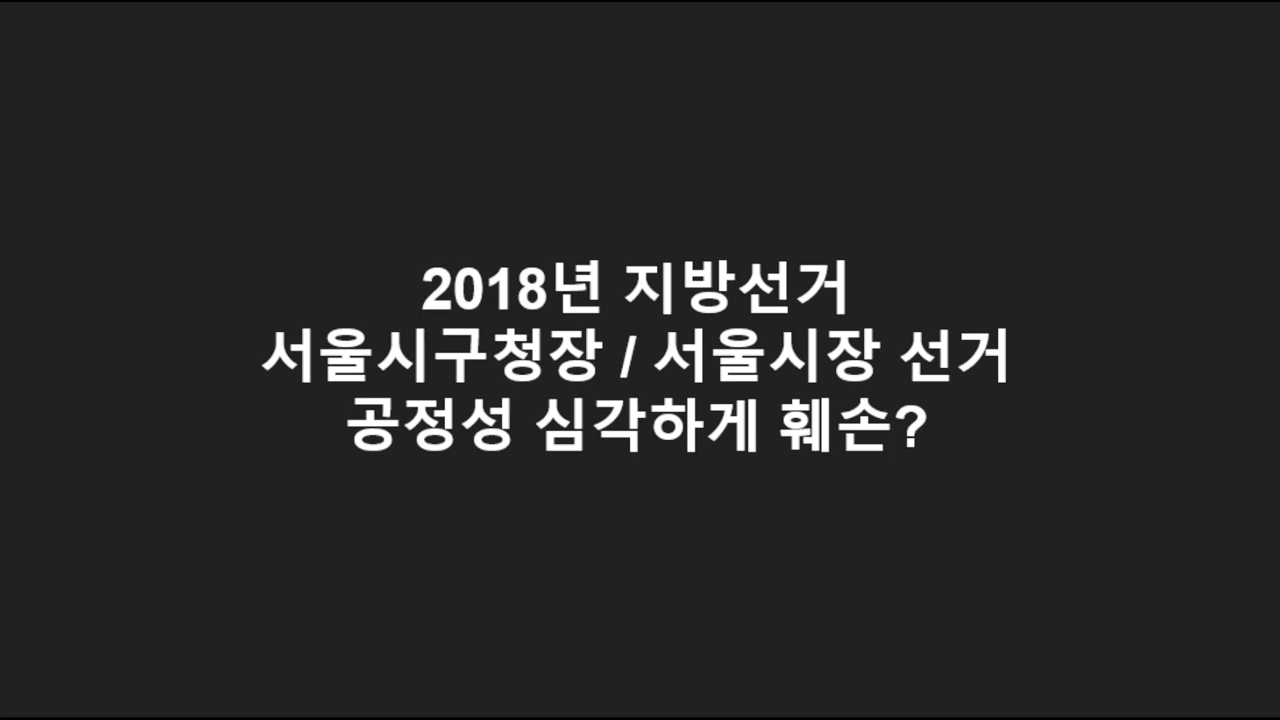 2018년 지방선거
서울시구청장 / 서울시장 선거
공정성 심각하게 훼손?